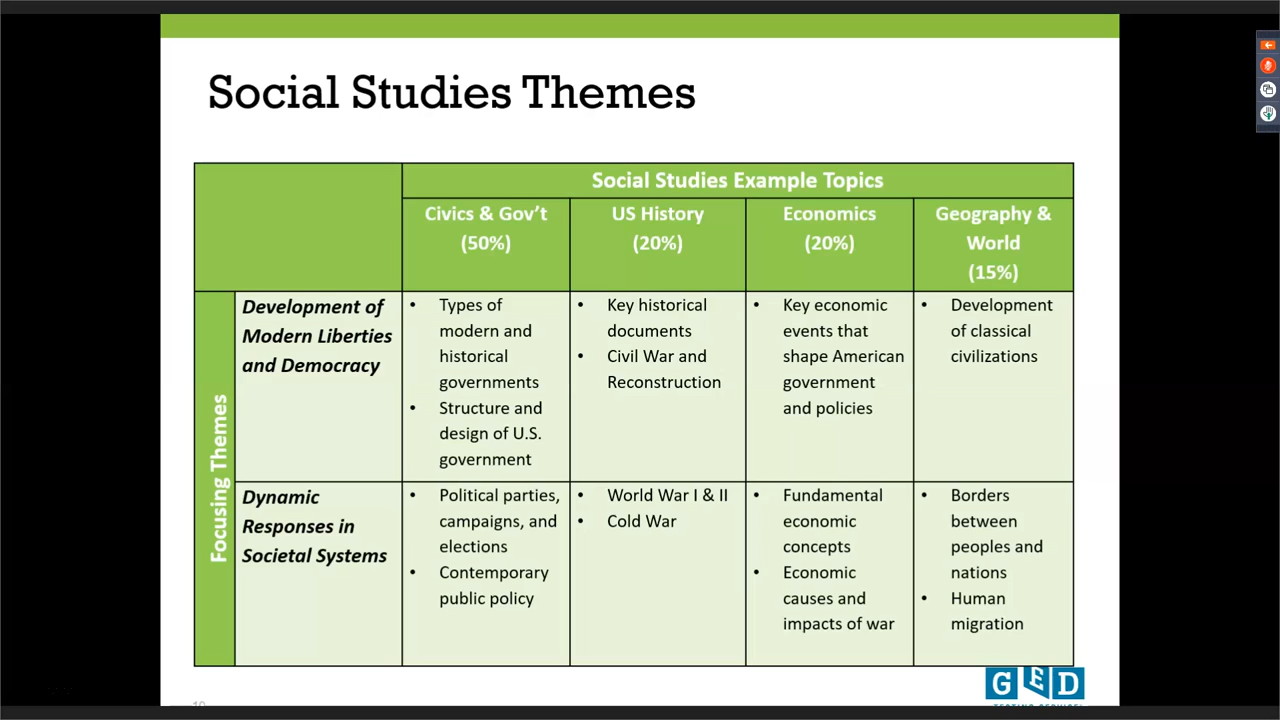 Social Studies Themes
Social Studies Example Topics
Civics & Gov't
(50%)
US History
(20%)
Economics
(20%)
Geography &
World
(15%)
Focusing Themes
Development of
Modern Liberties
and Democracy
• Types of
modern and
historical
governments
• Structure and
design of U.S.
government
• Key historical
documents
• Civil War and
Reconstruction
• Key economic
events that
shape American
government
and policies
• Development
of classical
civilizations
Dynamic
Responses in
Societal Systems
• Political parties,
campaigns, and
elections
• Contemporary
public policy
• World War I & II
• Cold War
• Fundamental
economic
concepts
• Economic
causes and
impacts of war
• Borders
between
peoples and
nations
• Human
migration
GED